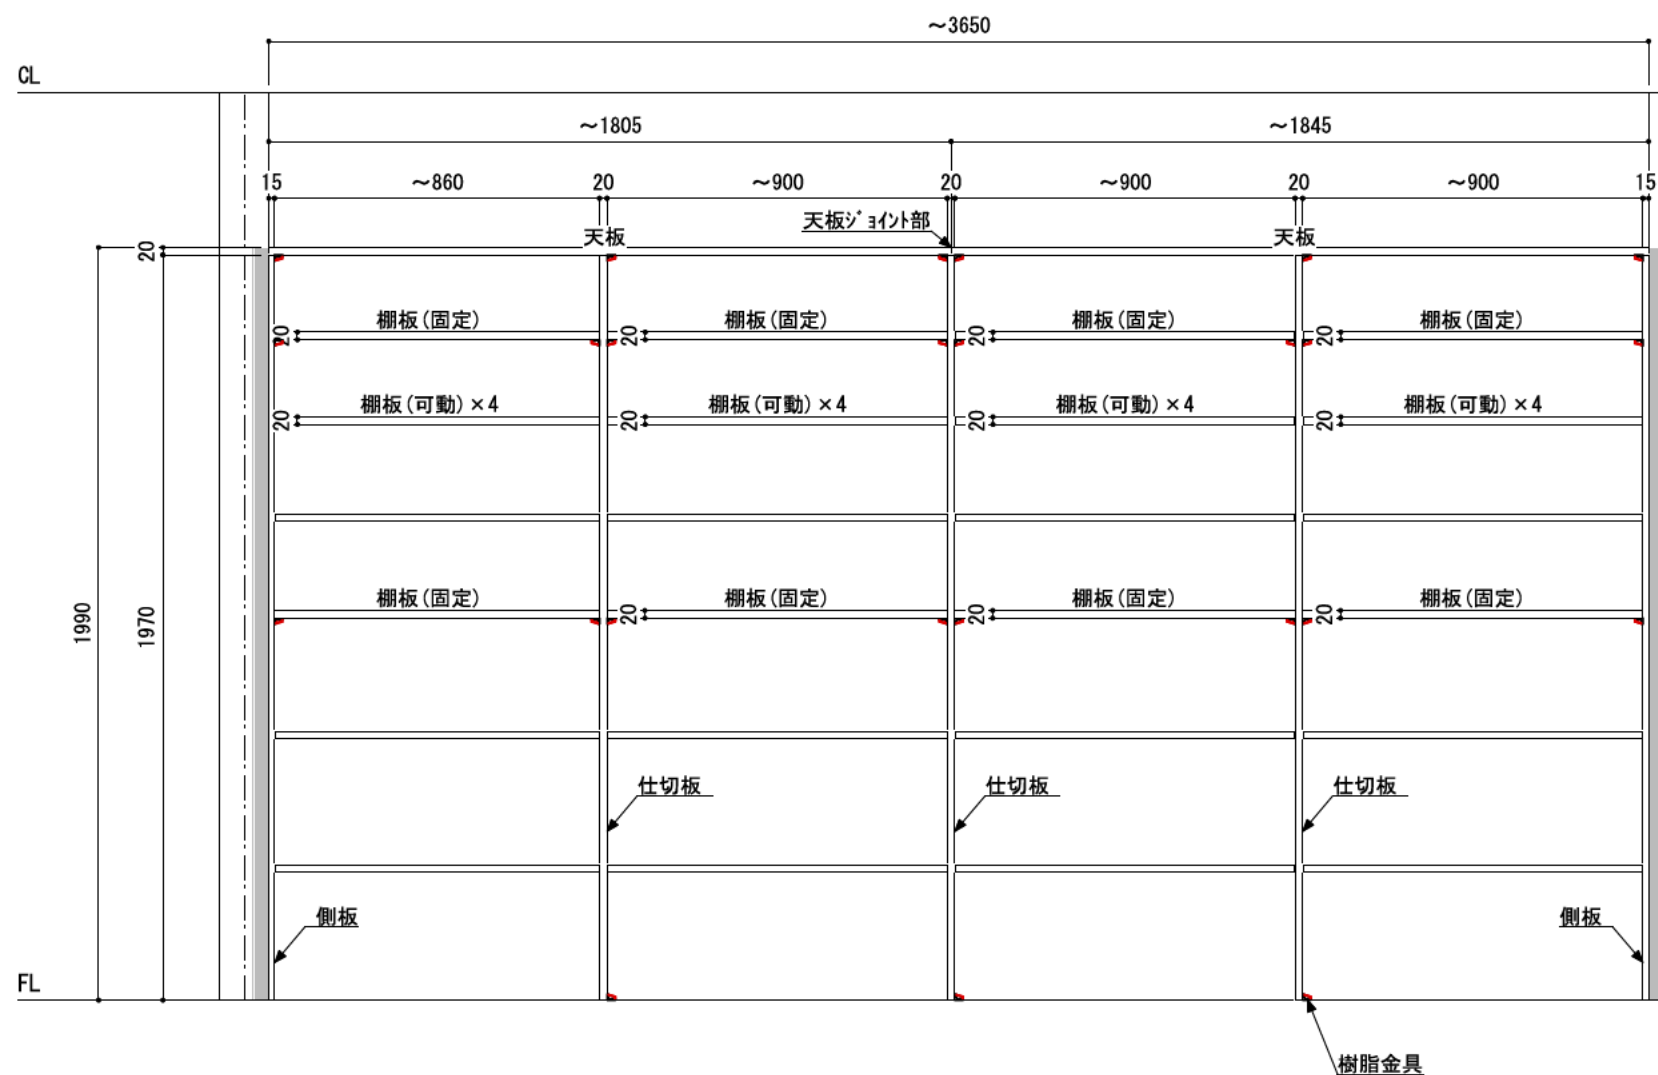 ～3650
CL
～1805
～1845
15
～860
20
～900
20
～900
20
～900
15
天板ｼﾞｮｲﾝﾄ部
天板
天板
20
棚板(固定)
棚板(固定)
棚板(固定)
棚板(固定)
20
20
20
20
棚板(可動)×4
棚板(可動)×4
棚板(可動)×4
棚板(可動)×4
20
20
20
20
1990
1970
棚板(固定)
棚板(固定)
棚板(固定)
棚板(固定)
20
20
20
仕切板
仕切板
仕切板
側板
側板
FL
樹脂金具